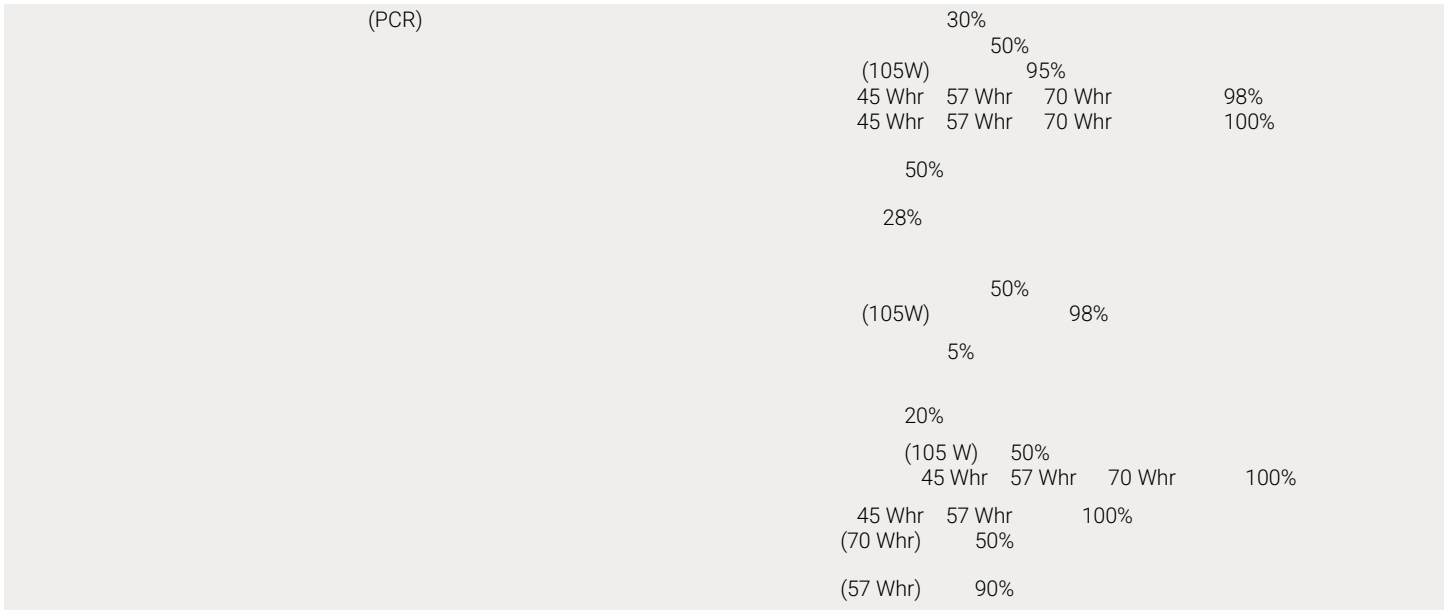 (PCR) 30%
50%
(105W) 95%
45 Whr 57 Whr 70 Whr 98%
45 Whr 57 Whr 70 Whr 100%
50%
28%
50%
(105W) 98%
5%
20%
(105 W) 50%
45 Whr 57 Whr 70 Whr 100%
45 Whr 57 Whr 100%
(70 Whr) 50%
(57 Whr) 90%